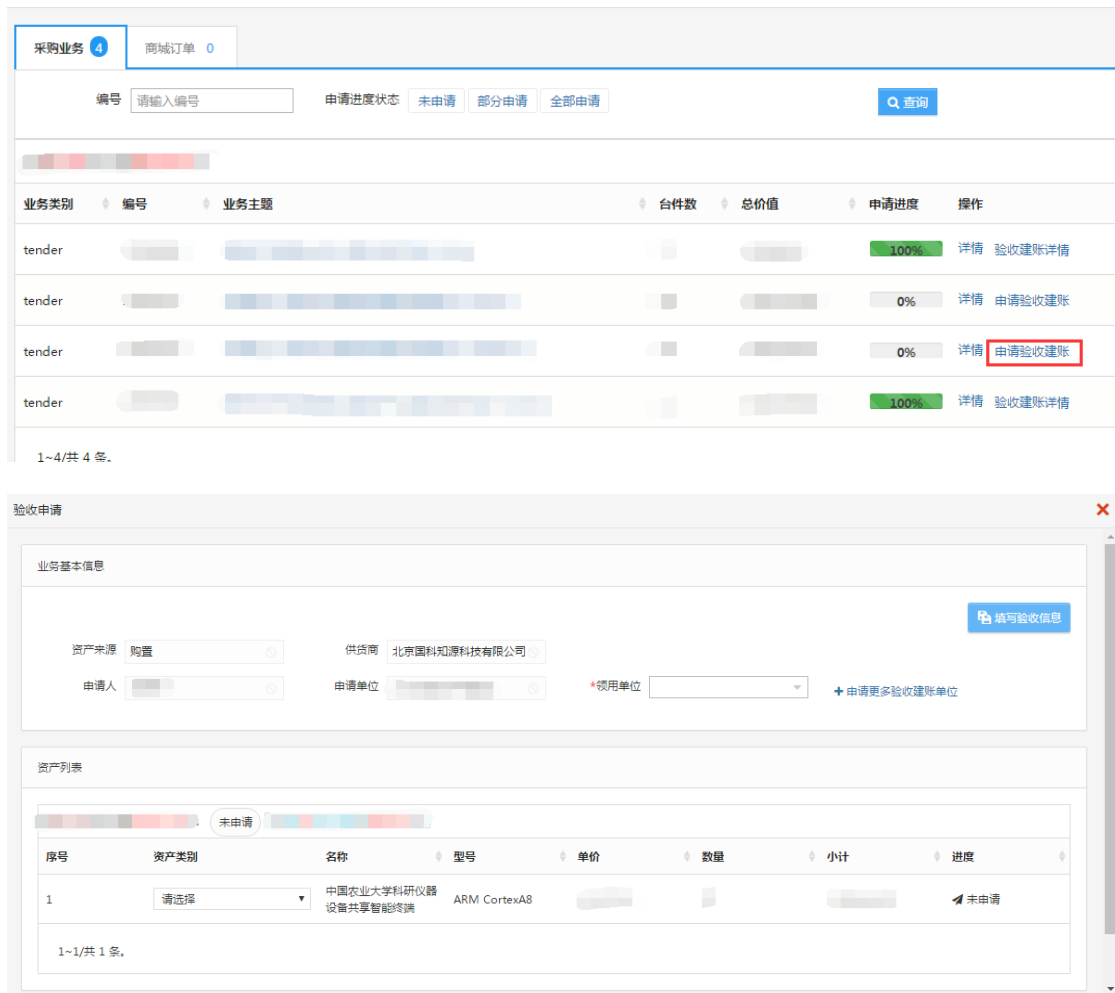 采购业务 4 商城订单 0
编号 请输入编号 申请进度状态 未申请 部分申请 全部申请 查询
业务类别 编号 业务主题 台件数 总价值 申请进度 操作
tender 100% 详情 验收建账详情
tender 0% 详情 申请验收建账
tender 0% 详情 申请验收建账
tender 100% 详情 验收建账详情
1~4/共 4 条。
验收申请
业务基本信息
填写验收信息
资产来源 购置 供货商 北京国科知源科技有限公司
申请人 申请单位 *领用单位 申请更多验收建账单位
资产列表
未申请
序号 资产类别 名称 型号 单价 数量 小计 进度
1 请选择 中国农业大学科研仪器
设备共享智能终端 ARM CortexA8 未申请
1~1/共 1 条。